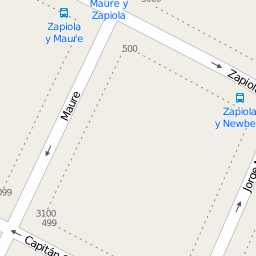 Maure y
Zapiola
Zapiola
y Maure
500
Zapiola
Zapiola
y Newbe
Maure
Jorge
3100
499
099
Capitán